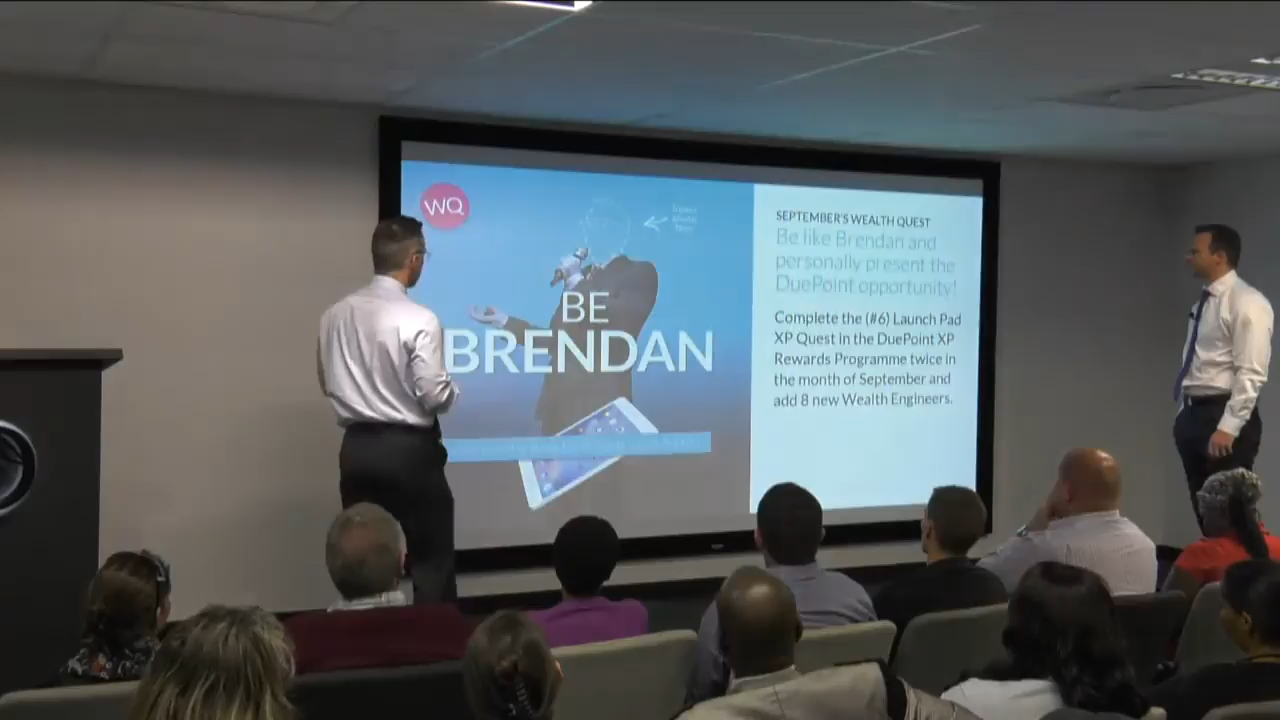 WQ
BE
BRENDAN
SEPTEMBER'S WEALTH QUEST
Be like Brendan and
personally present the
DuePoint opportunity!
Complete the (#6) Launch Pad
XP Quest in the DuePoint XP
Rewards Programme twice in
the month of September and
add 8 new Wealth Engineers.